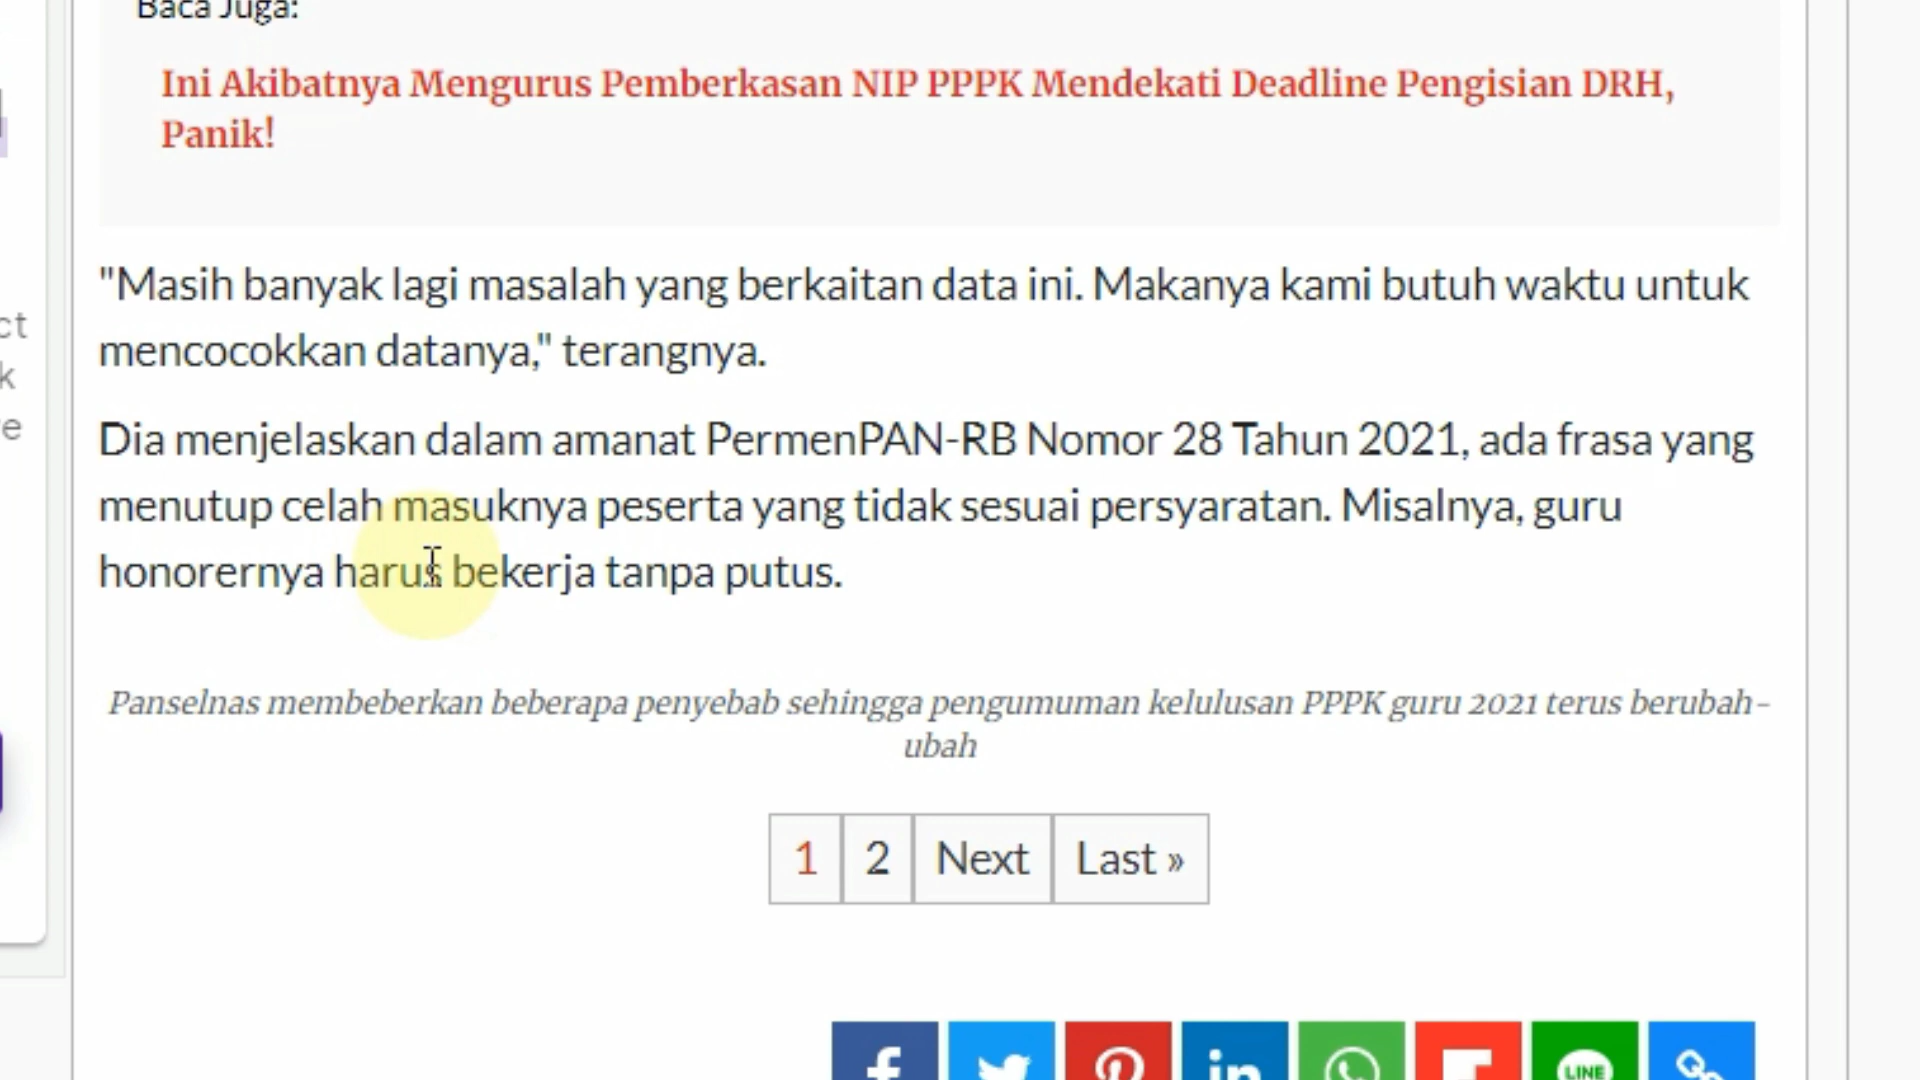 Baca Juga:
Ini Akibatnya Mengurus Pemberkasan NIP PPPK Mendekati Deadline Pengisian DRH,
Panik!
ct
k
e
"Masih banyak lagi masalah yang berkaitan data ini. Makanya kami butuh waktu untuk
mencocokkan datanya," terangnya.
Dia menjelaskan dalam amanat PermenPAN-RB Nomor 28 Tahun 2021, ada frasa yang
menutup celah masuknya peserta yang tidak sesuai persyaratan. Misalnya, guru
honorernya harus bekerja tanpa putus.
Panselnas membeberkan beberapa penyebab sehingga pengumuman kelulusan PPPK guru 2021 terus berubah-
ubah
1 2 Next Last »
LINE